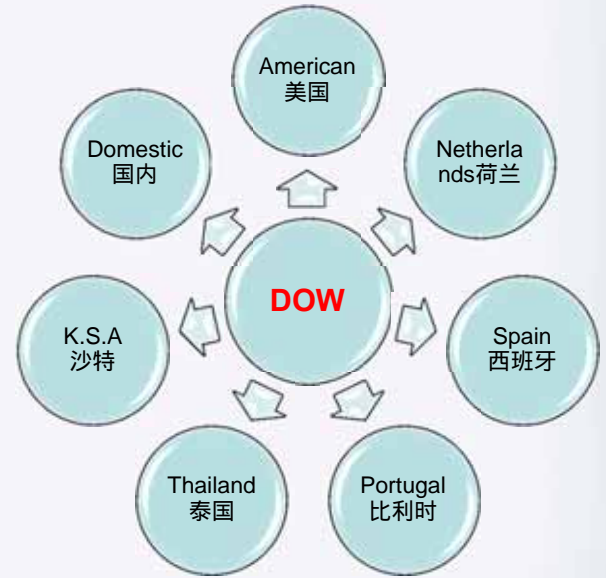 American
美国
Domestic
国内
Netherla
nds荷兰
DOW
K.S.A
沙特
Spain
西班牙
Thailand
泰国
Portugal
比利时